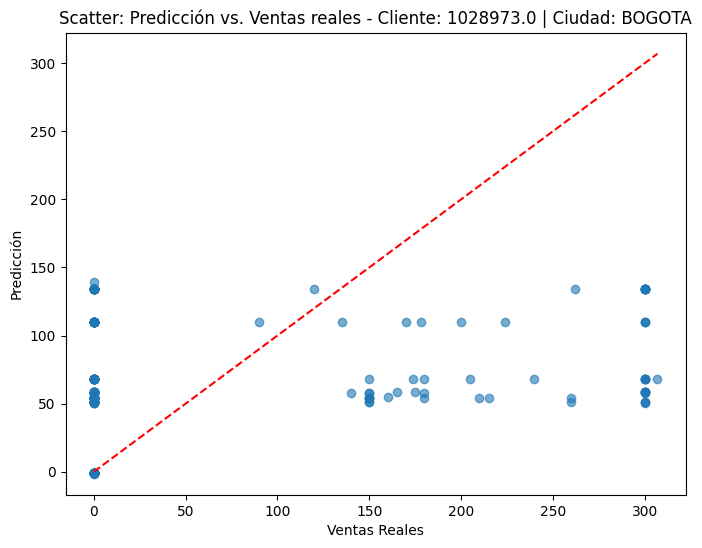 Scatter: Predicción vs. Ventas reales - Cliente: 1028973.0 | Ciudad: BOGOTA
300
250
200
150
100
50
0
Predicción
0 50 100 150 200 250 300
Ventas Reales